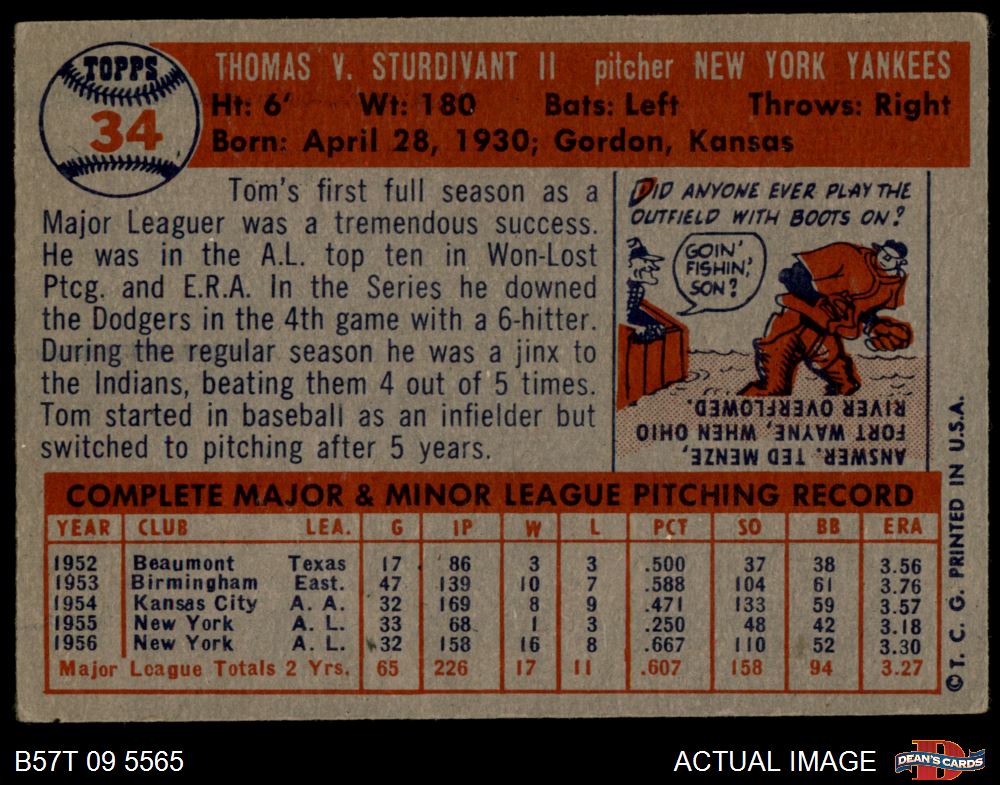 TOPPS
34
THOMAS V. STURDIVANT II pitcher NEW YORK YANKEES
Ht: 6' Wt: 180 Bats: Left Throws: Right
Born: April 28, 1930; Gordon, Kansas
Tom's first full season as a
Major Leaguer was a tremendous success.
He was in the A.L. top ten in Won-Lost
Ptcg. and E.R.A. In the Series he downed
the Dodgers in the 4th game with a 6-hitter.
During the regular season he was a jinx to
the Indians, beating them 4 out of 5 times.
Tom started in baseball as an infielder but
switched to pitching after 5 years.
DID ANYONE EVER PLAY THE
OUTFIELD WITH BOOTS ON?
GOIN'
FISHIN',
SON?
ANSWER. TED MENZE,
FORT WAYNE, WHEN OHIO
RIVER OVERFLOWED.
COMPLETE MAJOR & MINOR LEAGUE PITCHING RECORD
YEAR CLUB LEA. G IP W L PCT SO BB ERA
1952 Beaumont Texas 17 86 3 3 .500 37 38 3.56
1953 Birmingham East. 47 139 10 7 .588 104 61 3.76
1954 Kansas City A. A. 32 169 8 9 .471 133 59 3.57
1955 New York A. L. 33 68 1 3 .250 48 42 3.18
1956 New York A. L. 32 158 16 8 .667 110 52 3.30
Major League Totals 2 Yrs. 65 226 17 11 .607 158 94 3.27
© T. C. G. PRINTED IN U.S.A.
B57T 09 5565
ACTUAL IMAGE
DEAN'S CARDS